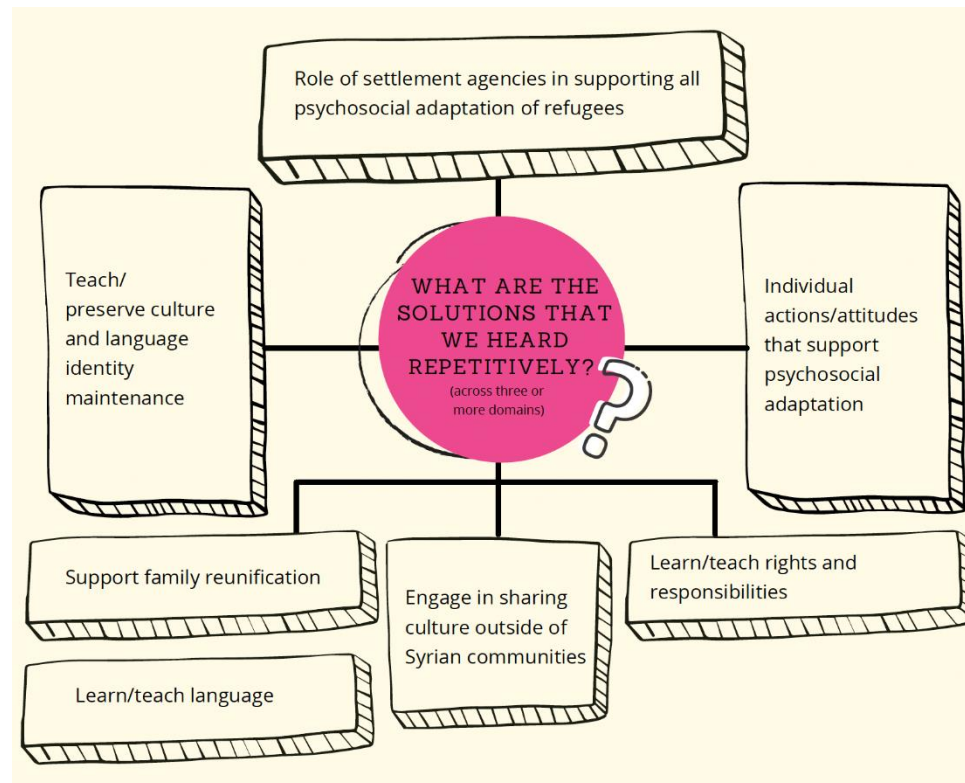 Role of settlement agencies in supporting all
psychosocial adaptation of refugees
Teach/
preserve culture
and language
identity
maintenance
WHAT ARE THE
SOLUTIONS THAT
WE HEARD
REPETITIVELY?
(across three or
more domains)
?
Individual
actions/attitudes
that support
psychosocial
adaptation
Support family reunification
Learn/teach language
Engage in sharing
culture outside of
Syrian communities
Learn/teach rights and
responsibilities